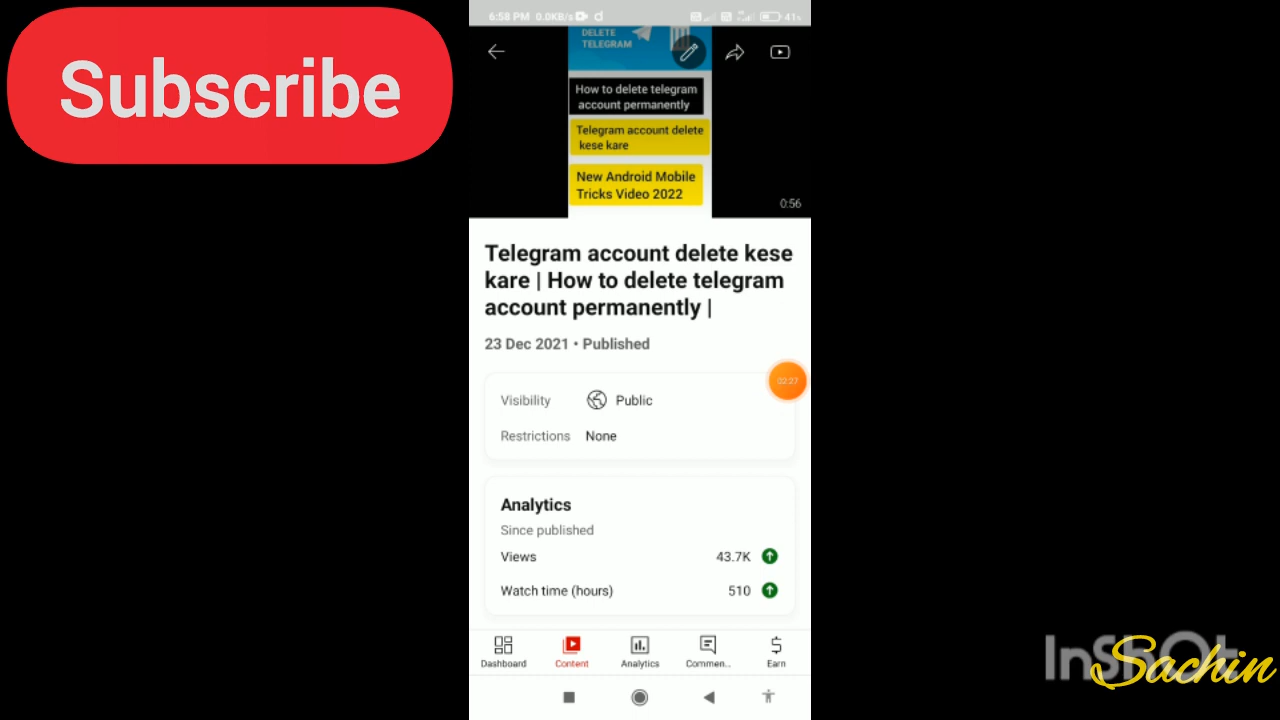 Subscribe
6:58 PM 0.0KB/s
41%
DELETE
TELEGRAM
How to delete telegram
account permanently
Telegram account delete
kese kare
New Android Mobile
Tricks Video 2022
0:56
Telegram account delete kese
kare | How to delete telegram
account permanently |
23 Dec 2021 • Published
02:27
Visibility Public
Restrictions None
Analytics
Since published
Views 43.7K
Watch time (hours) 510
Dashboard Content Analytics Commen.. Earn
InShOt
Sachin